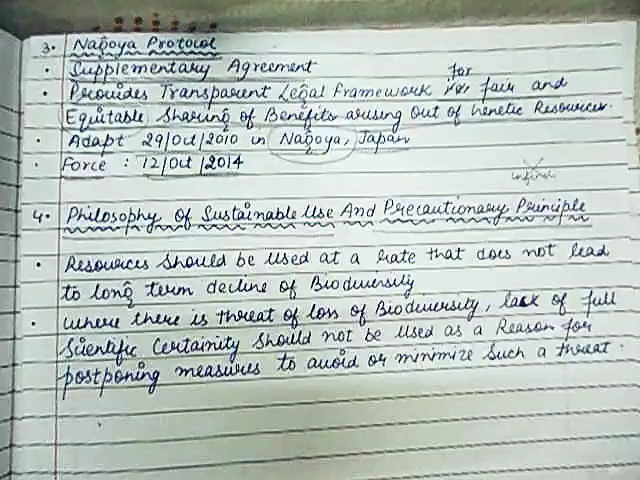 3. Nagoya Protocol
• Supplementary Agreement
• Provides Transparent Legal Framework for fair and
Equitable Sharing of Benefits arising Out of Genetic Resources.
• Adapt 29/Oct/2010 in Nagoya, Japan
• Force : 12/Oct/2014
4. Philosophy of Sustainable Use And Precautionary Principle
• Resources should be used at a rate that does not lead
to long term decline of Biodiversity
• where there is threat of loss of Biodiversity, lack of full
Scientific Certainity should not be used as a Reason for
postponing measures to avoid or minimize such a threat.